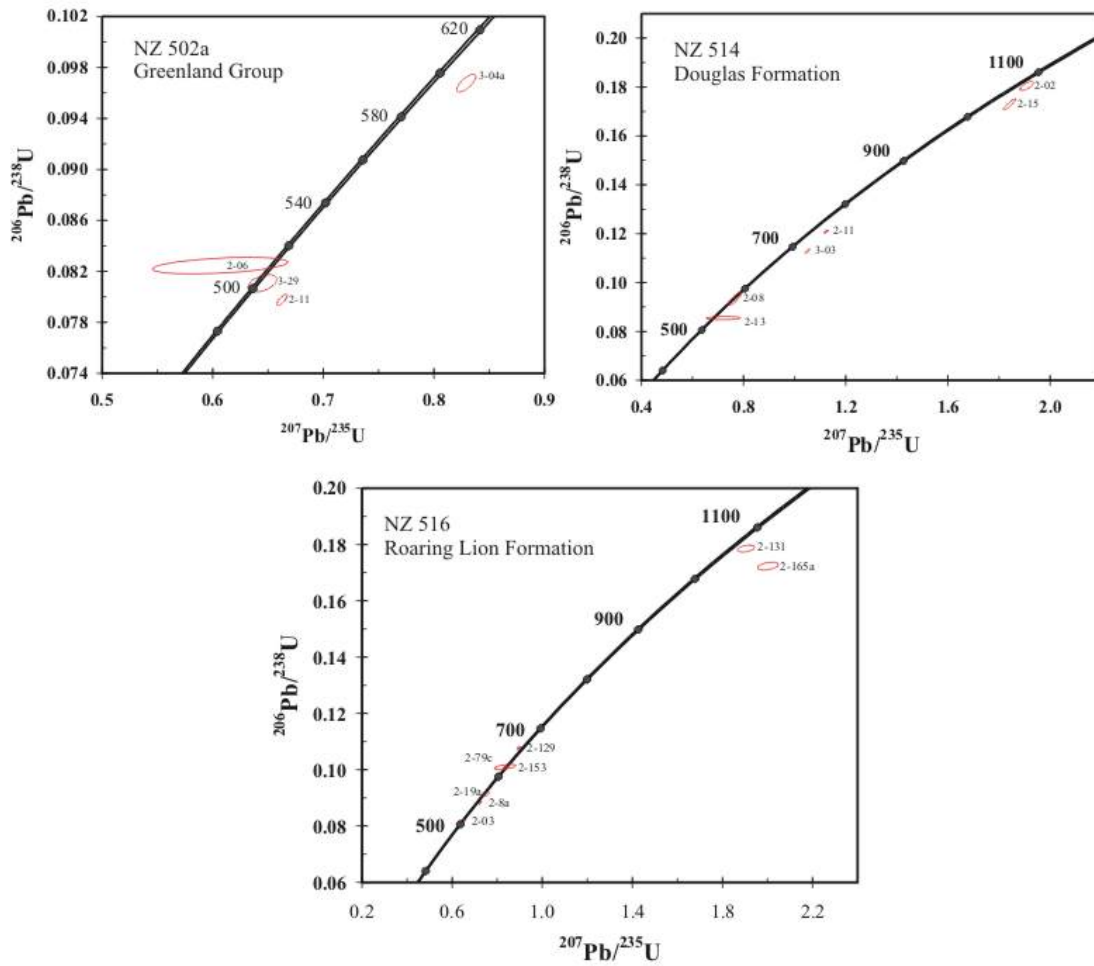 NZ 502a
Greenland Group
0.102
0.098
0.094
0.090
0.086
0.082
0.078
0.074
²⁰⁶Pb/²³⁸U
620
580
540
500
3-04a
2-06
3-29
2-11
0.5 0.6 0.7 0.8 0.9
²⁰⁷Pb/²³⁵U
NZ 514
Douglas Formation
0.20
0.18
0.16
0.14
0.12
0.10
0.08
0.06
²⁰⁶Pb/²³⁸U
1100
900
700
500
2-02
2-15
2-11
3-03
2-08
2-13
0.4 0.8 1.2 1.6 2.0
²⁰⁷Pb/²³⁵U
NZ 516
Roaring Lion Formation
0.20
0.18
0.16
0.14
0.12
0.10
0.08
0.06
²⁰⁶Pb/²³⁸U
1100
900
700
500
2-131
2-165a
2-129
2-79c
2-153
2-19a
2-8a
2-03
0.2 0.6 1.0 1.4 1.8 2.2
²⁰⁷Pb/²³⁵U